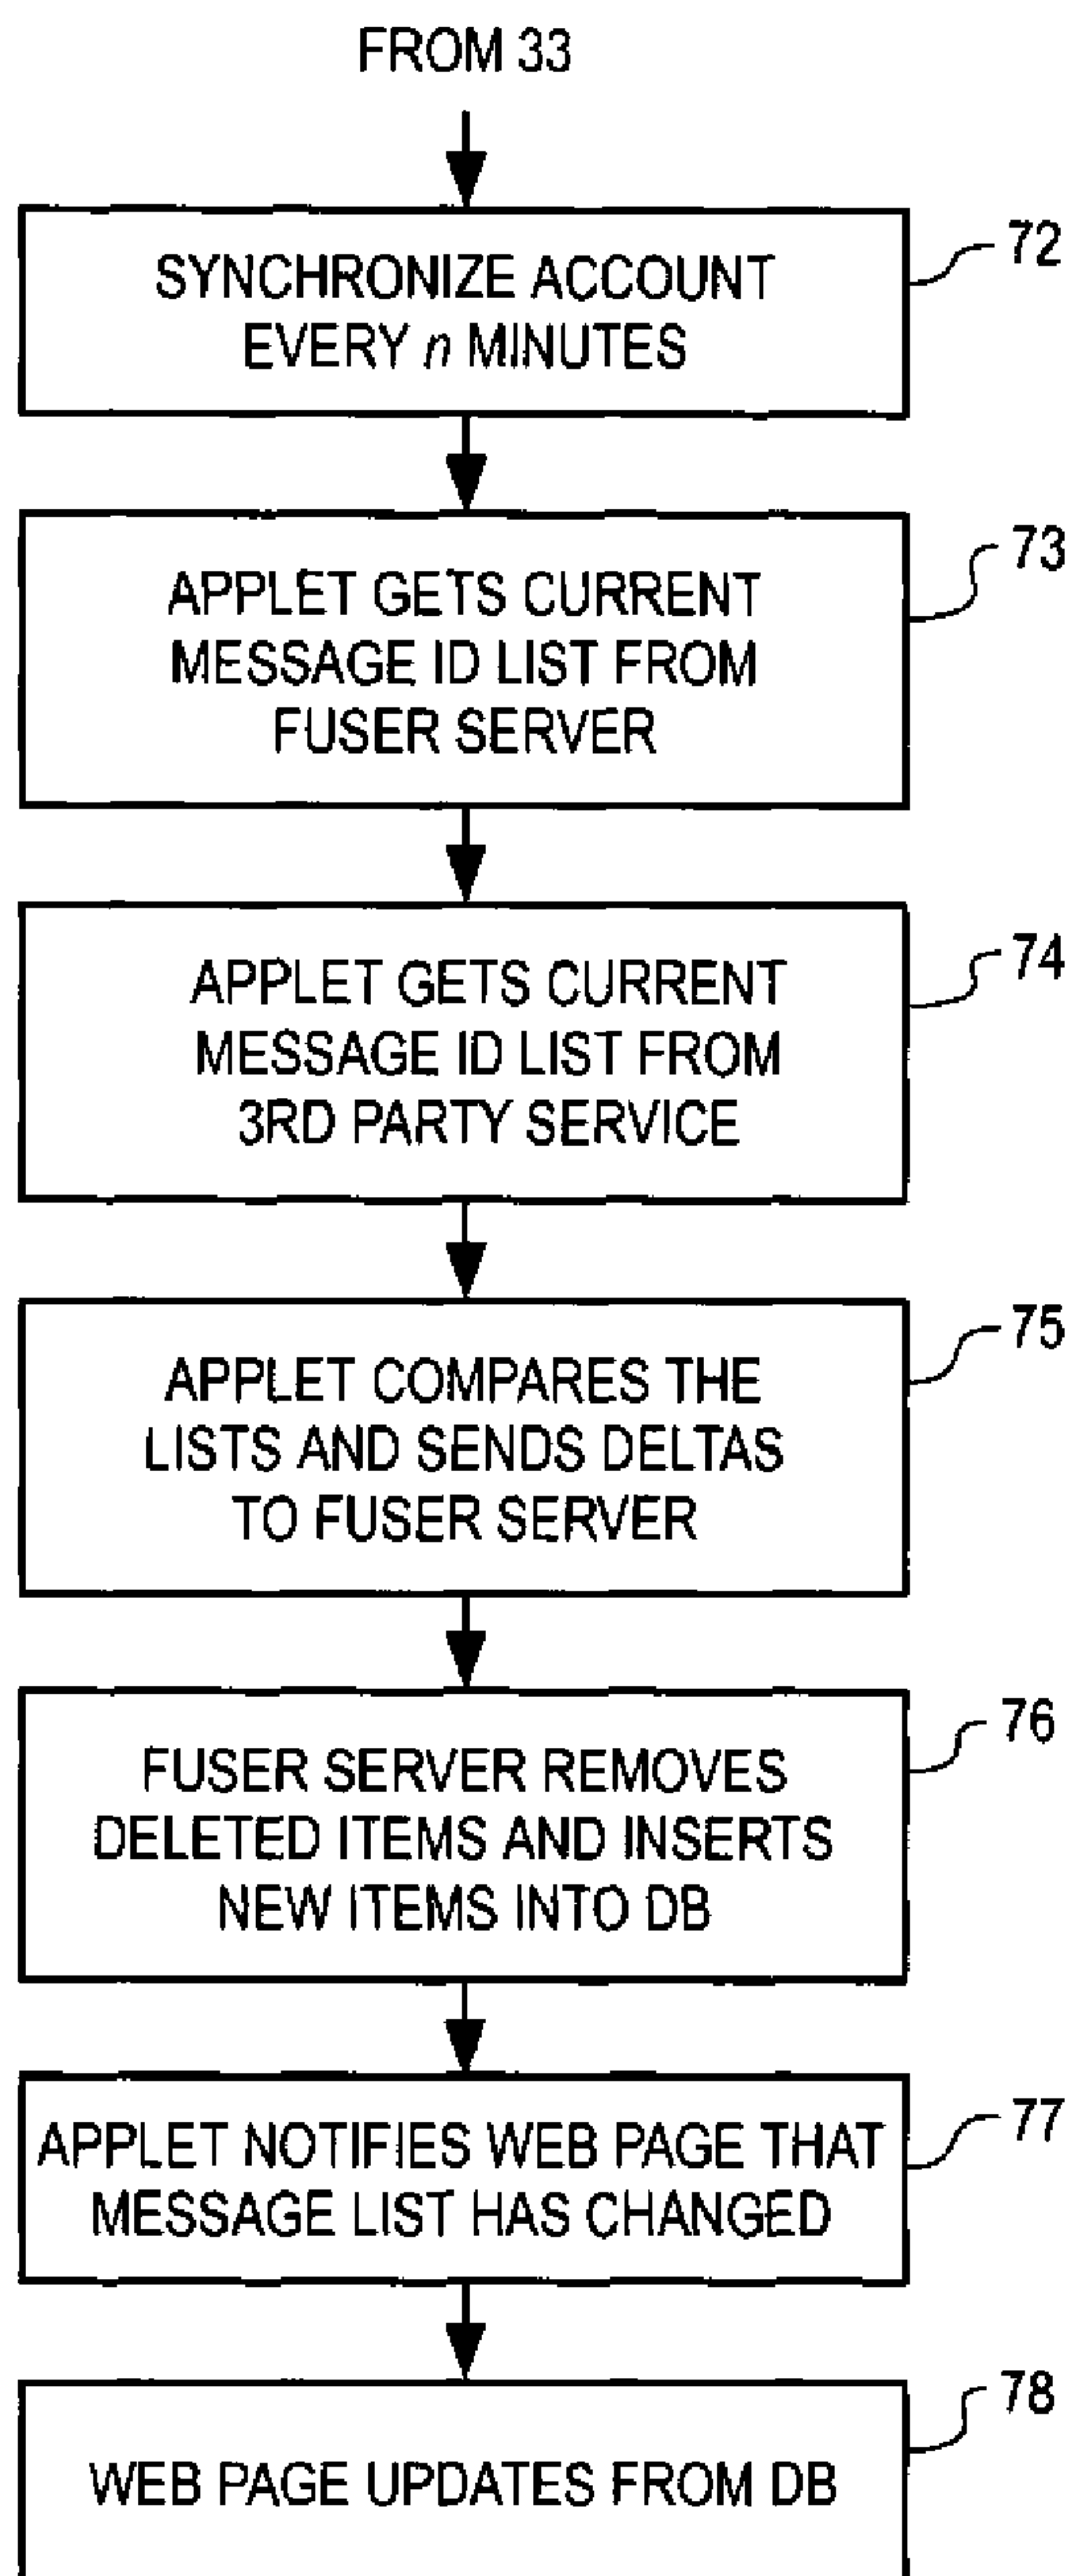 FROM 33
SYNCHRONIZE ACCOUNT
EVERY n MINUTES
72
APPLET GETS CURRENT
MESSAGE ID LIST FROM
FUSER SERVER
73
APPLET GETS CURRENT
MESSAGE ID LIST FROM
3RD PARTY SERVICE
74
APPLET COMPARES THE
LISTS AND SENDS DELTAS
TO FUSER SERVER
75
FUSER SERVER REMOVES
DELETED ITEMS AND INSERTS
NEW ITEMS INTO DB
76
APPLET NOTIFIES WEB PAGE THAT
MESSAGE LIST HAS CHANGED
77
WEB PAGE UPDATES FROM DB
78